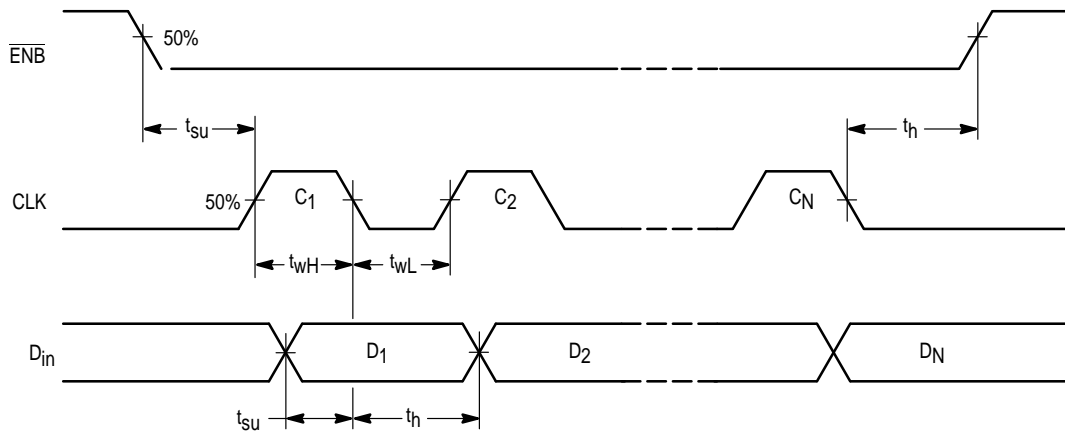 ENB
50%
tsu
th
CLK
50%
C1
C2
CN
twH
twL
Din
D1
D2
DN
tsu
th